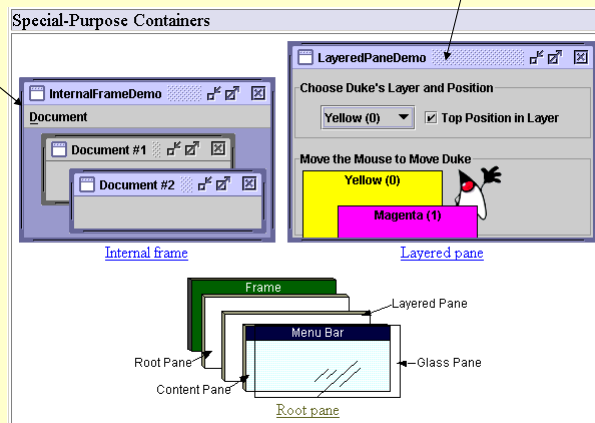 Special-Purpose Containers
InternalFrameDemo
Document
Document #1
Document #2
Internal frame
LayeredPaneDemo
Choose Duke's Layer and Position
Yellow (0)
Top Position in Layer
Move the Mouse to Move Duke
Yellow (0)
Magenta (1)
Layered pane
Frame
Layered Pane
Menu Bar
Root Pane
Glass Pane
Content Pane
Root pane